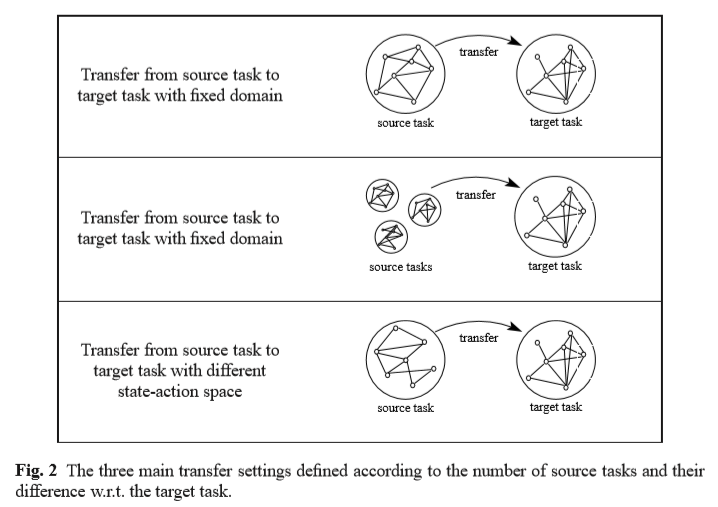 Transfer from source task to
target task with fixed domain
transfer
source task
target task
Transfer from source task to
target task with fixed domain
transfer
source tasks
target task
Transfer from source task to
target task with different
state-action space
transfer
source task
target task
Fig. 2 The three main transfer settings defined according to the number of source tasks and their
difference w.r.t. the target task.